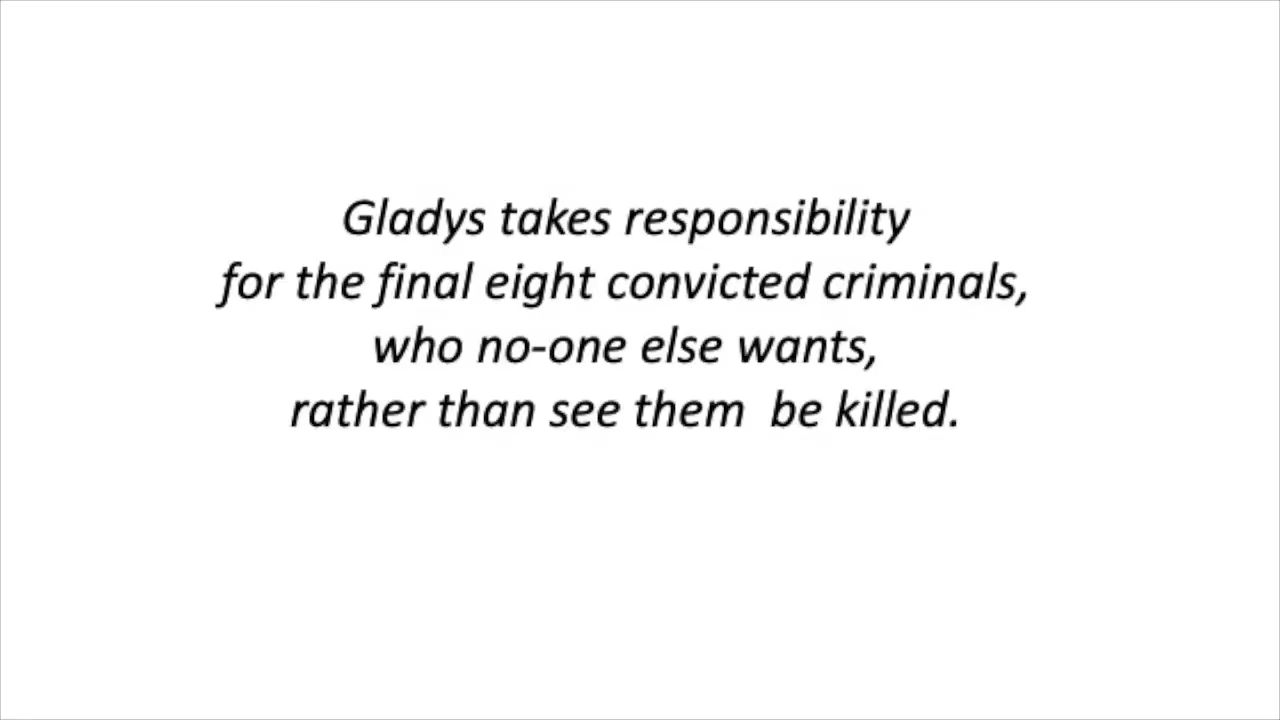 Gladys takes responsibility
for the final eight convicted criminals,
who no-one else wants,
rather than see them  be killed.